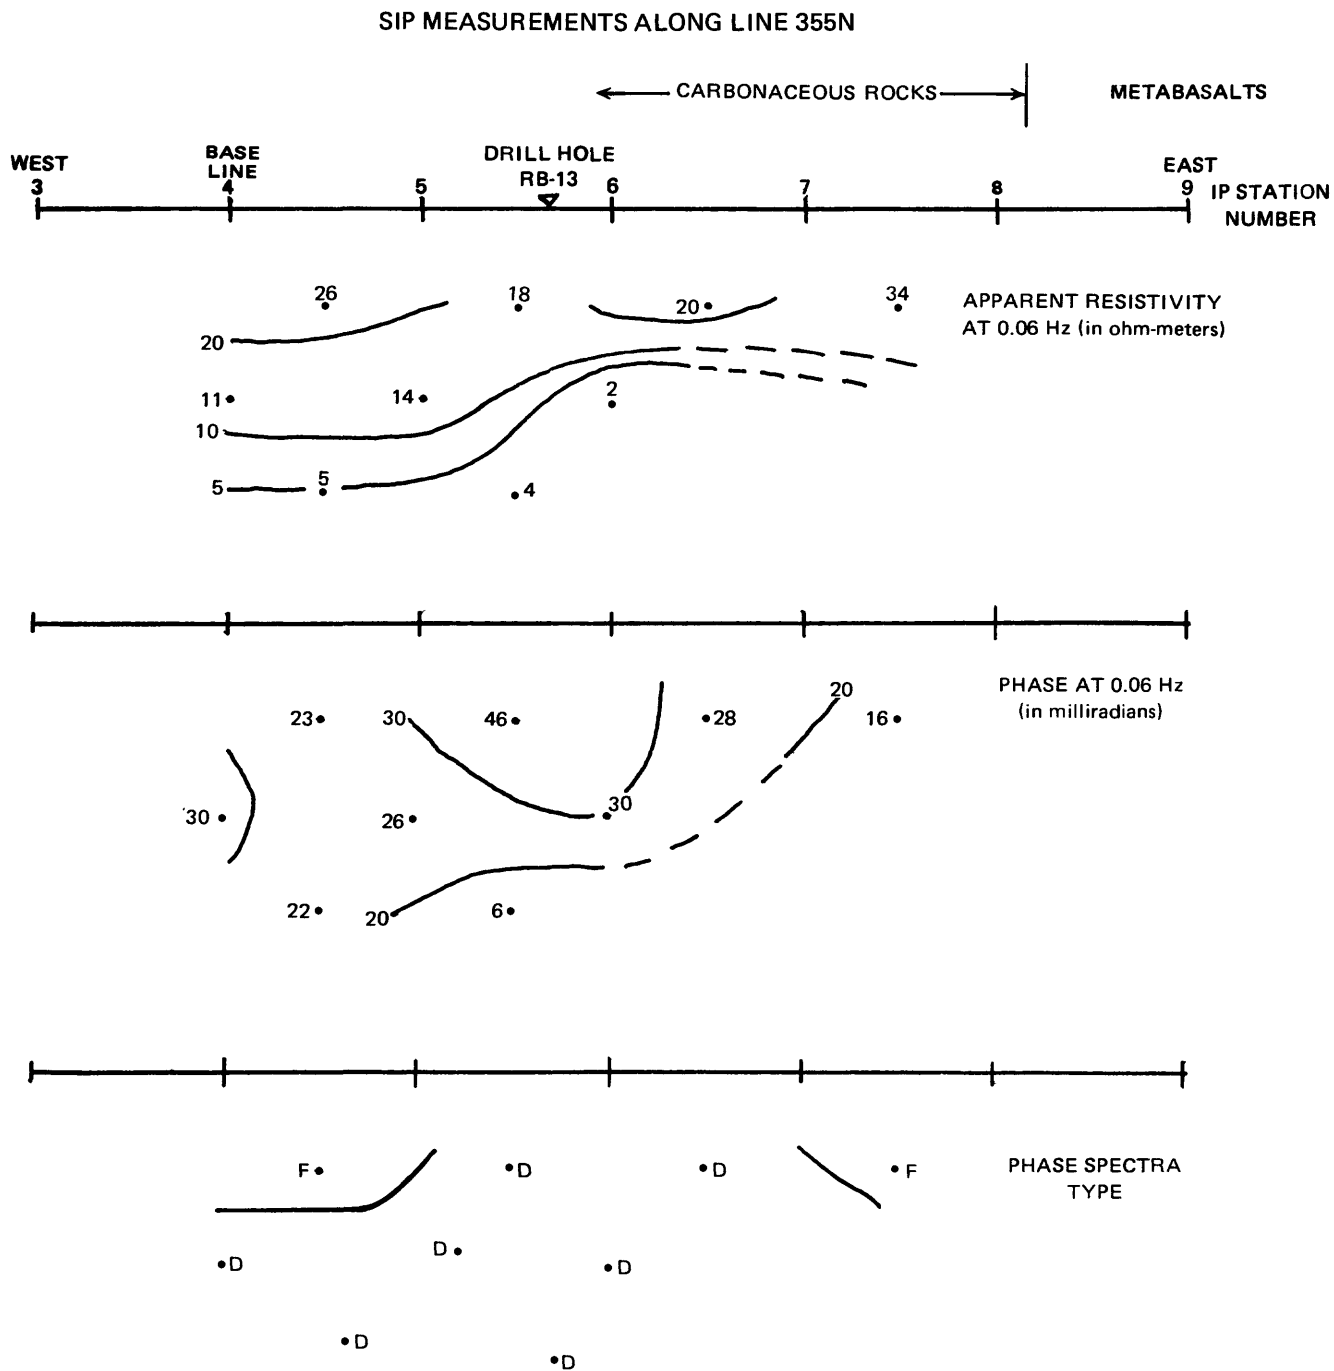 SIP MEASUREMENTS ALONG LINE 355N
CARBONACEOUS ROCKS
METABASALTS
WEST
BASE
LINE
DRILL HOLE
RB-13
EAST
3 4 5 6 7 8 9
IP STATION
NUMBER
26 18 20 34
APPARENT RESISTIVITY
AT 0.06 Hz (in ohm-meters)
20
11 14 2
10
5 5 4
PHASE AT 0.06 Hz
(in milliradians)
20
23 30 46 28 16
30 26 30
22 20 6
F D D F
PHASE SPECTRA
TYPE
D D D
D D